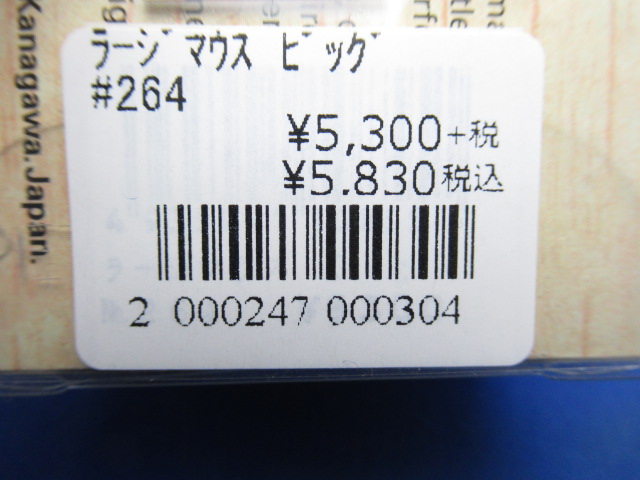 ﾗｰｼﾞﾏｳｽ ﾋﾞｯｸﾞ
#264
¥5,300+税
¥5.830税込
2 000247 000304
Kanagawa.Japan.